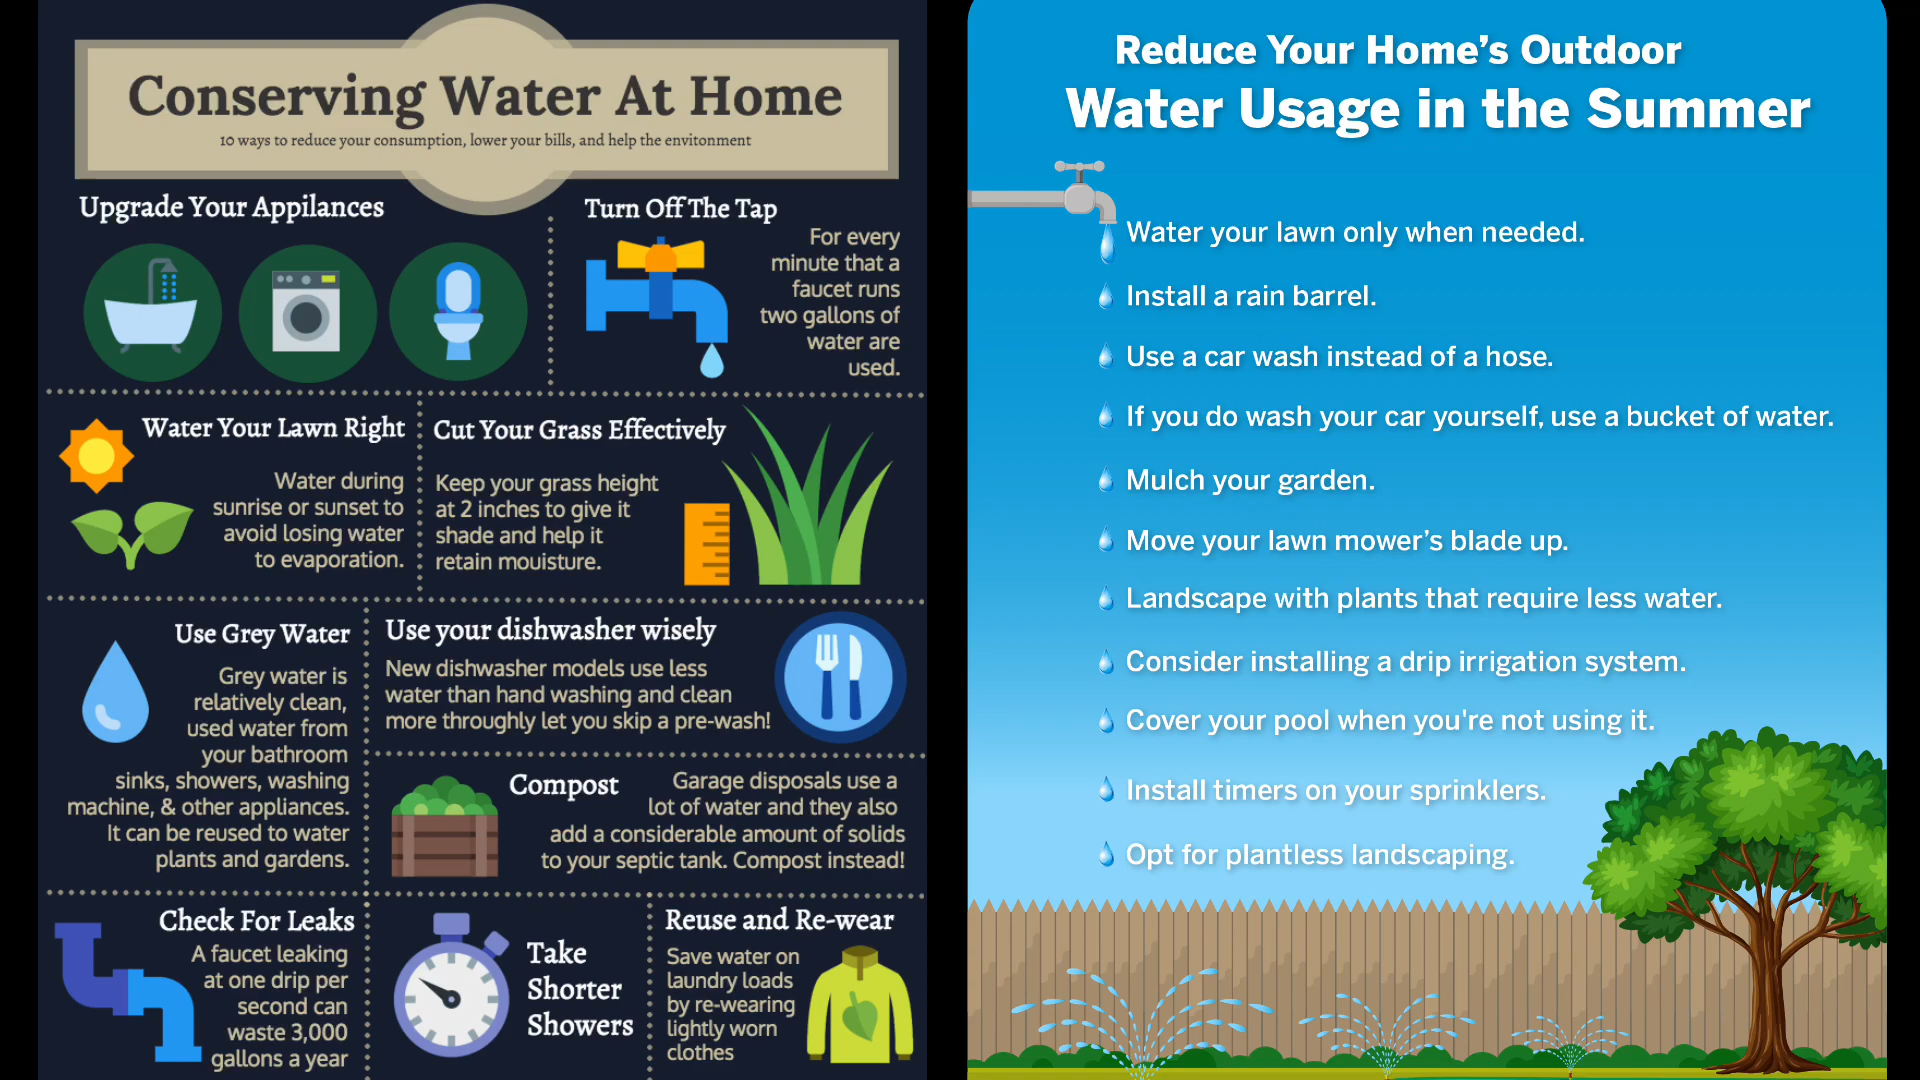 Conserving Water At Home
10 ways to reduce your consumption, lower your bills, and help the envitonment
Upgrade Your Appilances
Turn Off The Tap
For every
minute that a
faucet runs
two gallons of
water are
used.
Water Your Lawn Right
Water during
sunrise or sunset to
avoid losing water
to evaporation.
Cut Your Grass Effectively
Keep your grass height
at 2 inches to give it
shade and help it
retain mouisture.
Use Grey Water
Grey water is
relatively clean,
used water from
your bathroom
sinks, showers, washing
machine, & other appliances.
It can be reused to water
plants and gardens.
Use your dishwasher wisely
New dishwasher models use less
water than hand washing and clean
more throughly let you skip a pre-wash!
Compost
Garage disposals use a
lot of water and they also
add a considerable amount of solids
to your septic tank. Compost instead!
Check For Leaks
A faucet leaking
at one drip per
second can
waste 3,000
gallons a year
Take
Shorter
Showers
Reuse and Re-wear
Save water on
laundry loads
by re-wearing
lightly worn
clothes
Reduce Your Home's Outdoor
Water Usage in the Summer
Water your lawn only when needed.
Install a rain barrel.
Use a car wash instead of a hose.
If you do wash your car yourself, use a bucket of water.
Mulch your garden.
Move your lawn mower's blade up.
Landscape with plants that require less water.
Consider installing a drip irrigation system.
Cover your pool when you're not using it.
Install timers on your sprinklers.
Opt for plantless landscaping.